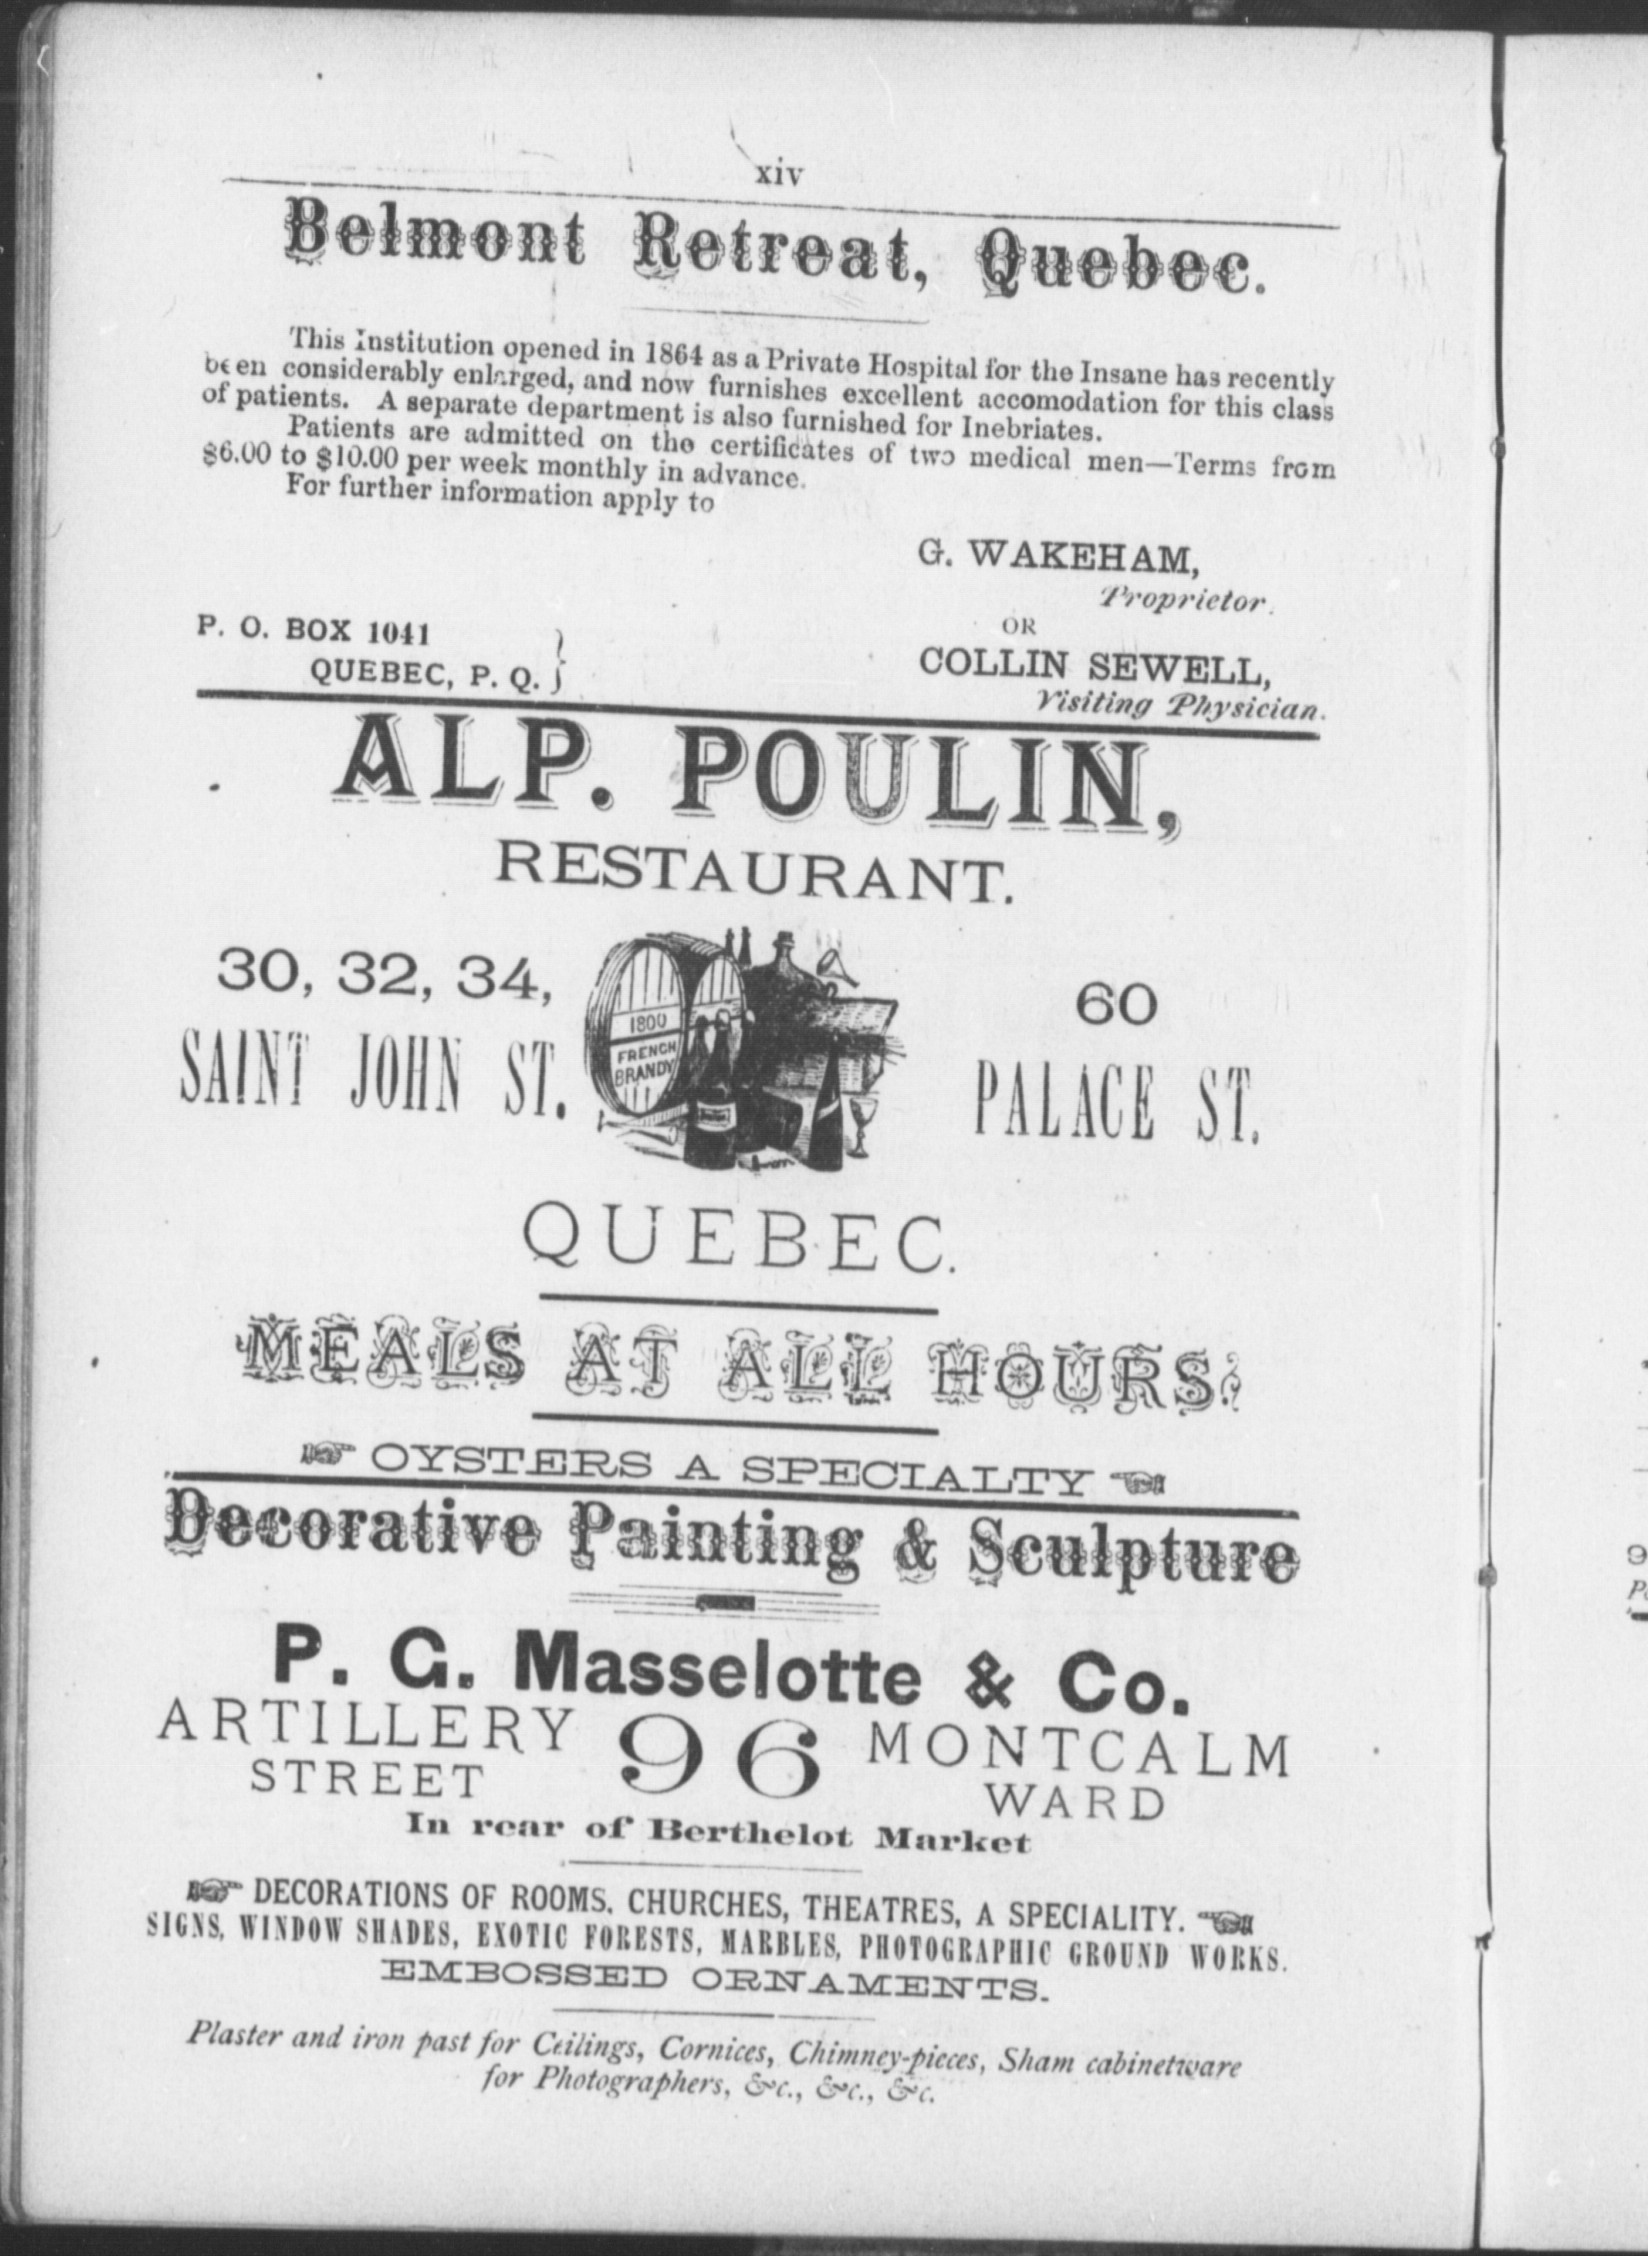 xiv
Belmont Retreat, Quebec.
This Institution opened in 1864 as a Private Hospital for the Insane has recently
been considerably enlarged, and now furnishes excellent accomodation for this class
of patients. A separate department is also furnished for Inebriates.
Patients are admitted on the certificates of two medical men—Terms from
$6.00 to $10.00 per week monthly in advance.
For further information apply to
G. WAKEHAM,
Proprietor.
OR
P. O. BOX 1041
QUEBEC, P. Q. }
COLLIN SEWELL,
Visiting Physician.
ALP. POULIN,
RESTAURANT.
30, 32, 34,
SAINT JOHN ST.
1800
FRENCH
BRANDY
60
PALACE ST.
QUEBEC.
MEALS AT ALL HOURS.
☞ OYSTERS A SPECIALTY ☜
Decorative Painting & Sculpture
P. G. Masselotte & Co.
ARTILLERY
STREET
96
MONTCALM
WARD
In rear of Berthelot Market
☞ DECORATIONS OF ROOMS. CHURCHES, THEATRES, A SPECIALITY. ☜
SIGNS, WINDOW SHADES, EXOTIC FORESTS, MARBLES, PHOTOGRAPHIC GROUND WORKS.
EMBOSSED ORNAMENTS.
Plaster and iron past for Ceilings, Cornices, Chimney-pieces, Sham cabinetware
for Photographers, &c., &c., &c.